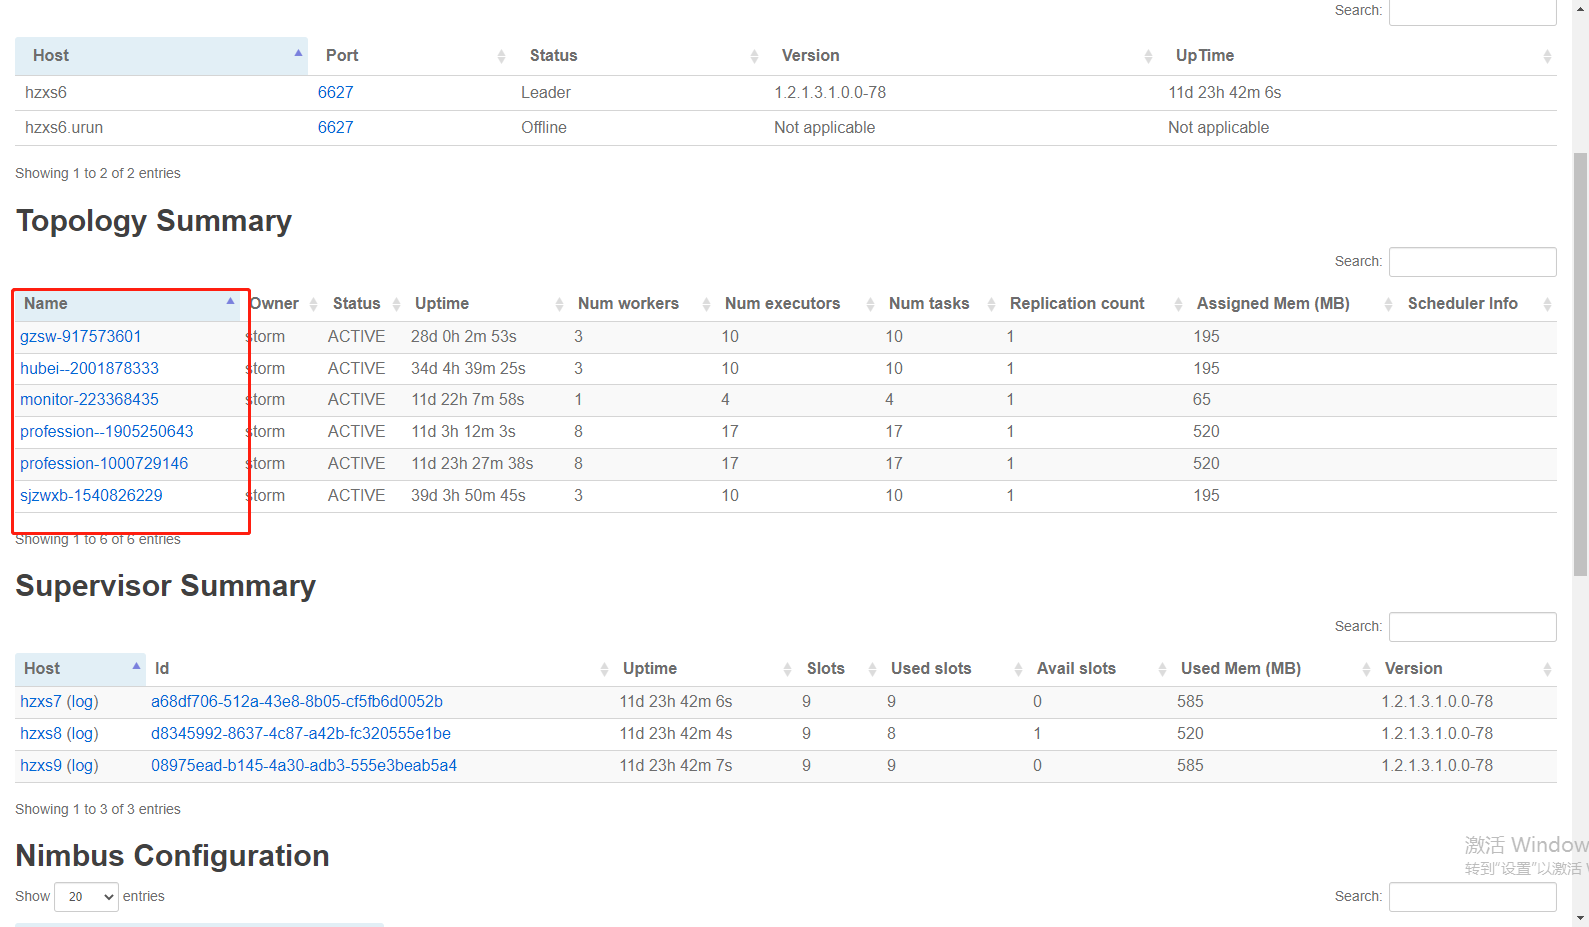 Search:
Host Port Status Version UpTime
hzxs6 6627 Leader 1.2.1.3.1.0.0-78 11d 23h 42m 6s
hzxs6.urun 6627 Offline Not applicable Not applicable
Showing 1 to 2 of 2 entries
Topology Summary
Search:
Name Owner Status Uptime Num workers Num executors Num tasks Replication count Assigned Mem (MB) Scheduler Info
gzsw-917573601 storm ACTIVE 28d 0h 2m 53s 3 10 10 1 195
hubei--2001878333 storm ACTIVE 34d 4h 39m 25s 3 10 10 1 195
monitor-223368435 storm ACTIVE 11d 22h 7m 58s 1 4 4 1 65
profession--1905250643 storm ACTIVE 11d 3h 12m 3s 8 17 17 1 520
profession-1000729146 storm ACTIVE 11d 23h 27m 38s 8 17 17 1 520
sjzwxb-1540826229 storm ACTIVE 39d 3h 50m 45s 3 10 10 1 195
Showing 1 to 6 of 6 entries
Supervisor Summary
Search:
Host Id Uptime Slots Used slots Avail slots Used Mem (MB) Version
hzxs7 (log) a68df706-512a-43e8-8b05-cf5fb6d0052b 11d 23h 42m 6s 9 9 0 585 1.2.1.3.1.0.0-78
hzxs8 (log) d8345992-8637-4c87-a42b-fc320555e1be 11d 23h 42m 4s 9 8 1 520 1.2.1.3.1.0.0-78
hzxs9 (log) 08975ead-b145-4a30-adb3-555e3beab5a4 11d 23h 42m 7s 9 9 0 585 1.2.1.3.1.0.0-78
Showing 1 to 3 of 3 entries
Nimbus Configuration
激活 Window
转到"设置"以激活 W
Show 20 entries Search: